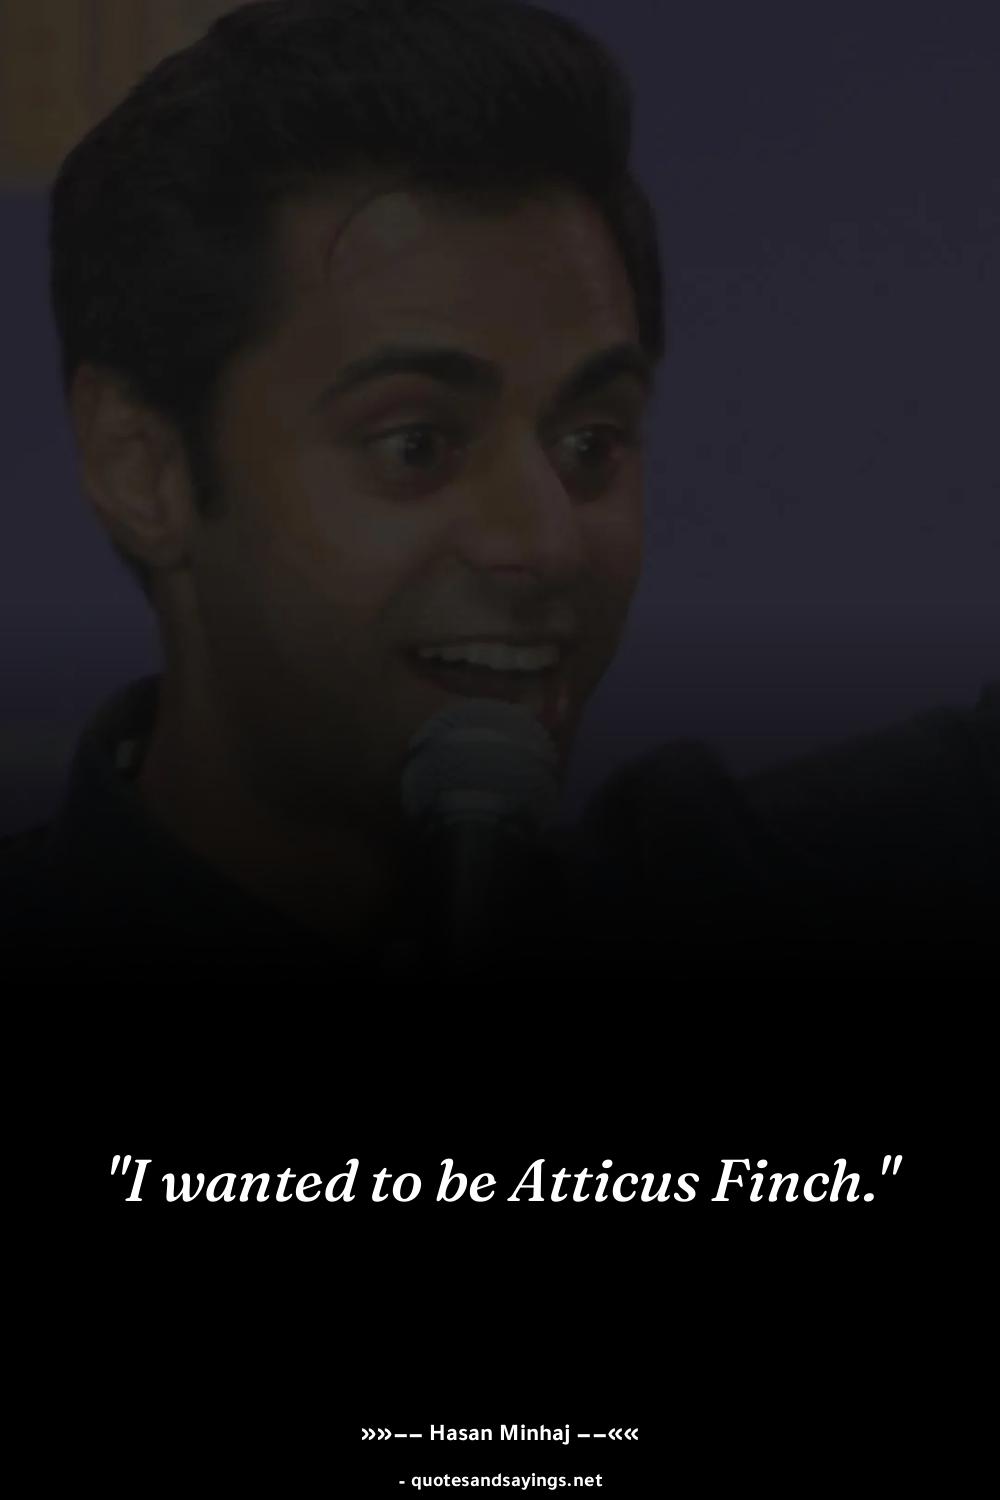 "I wanted to be Atticus Finch."
»»–– Hasan Minhaj ––««
- quotesandsayings.net